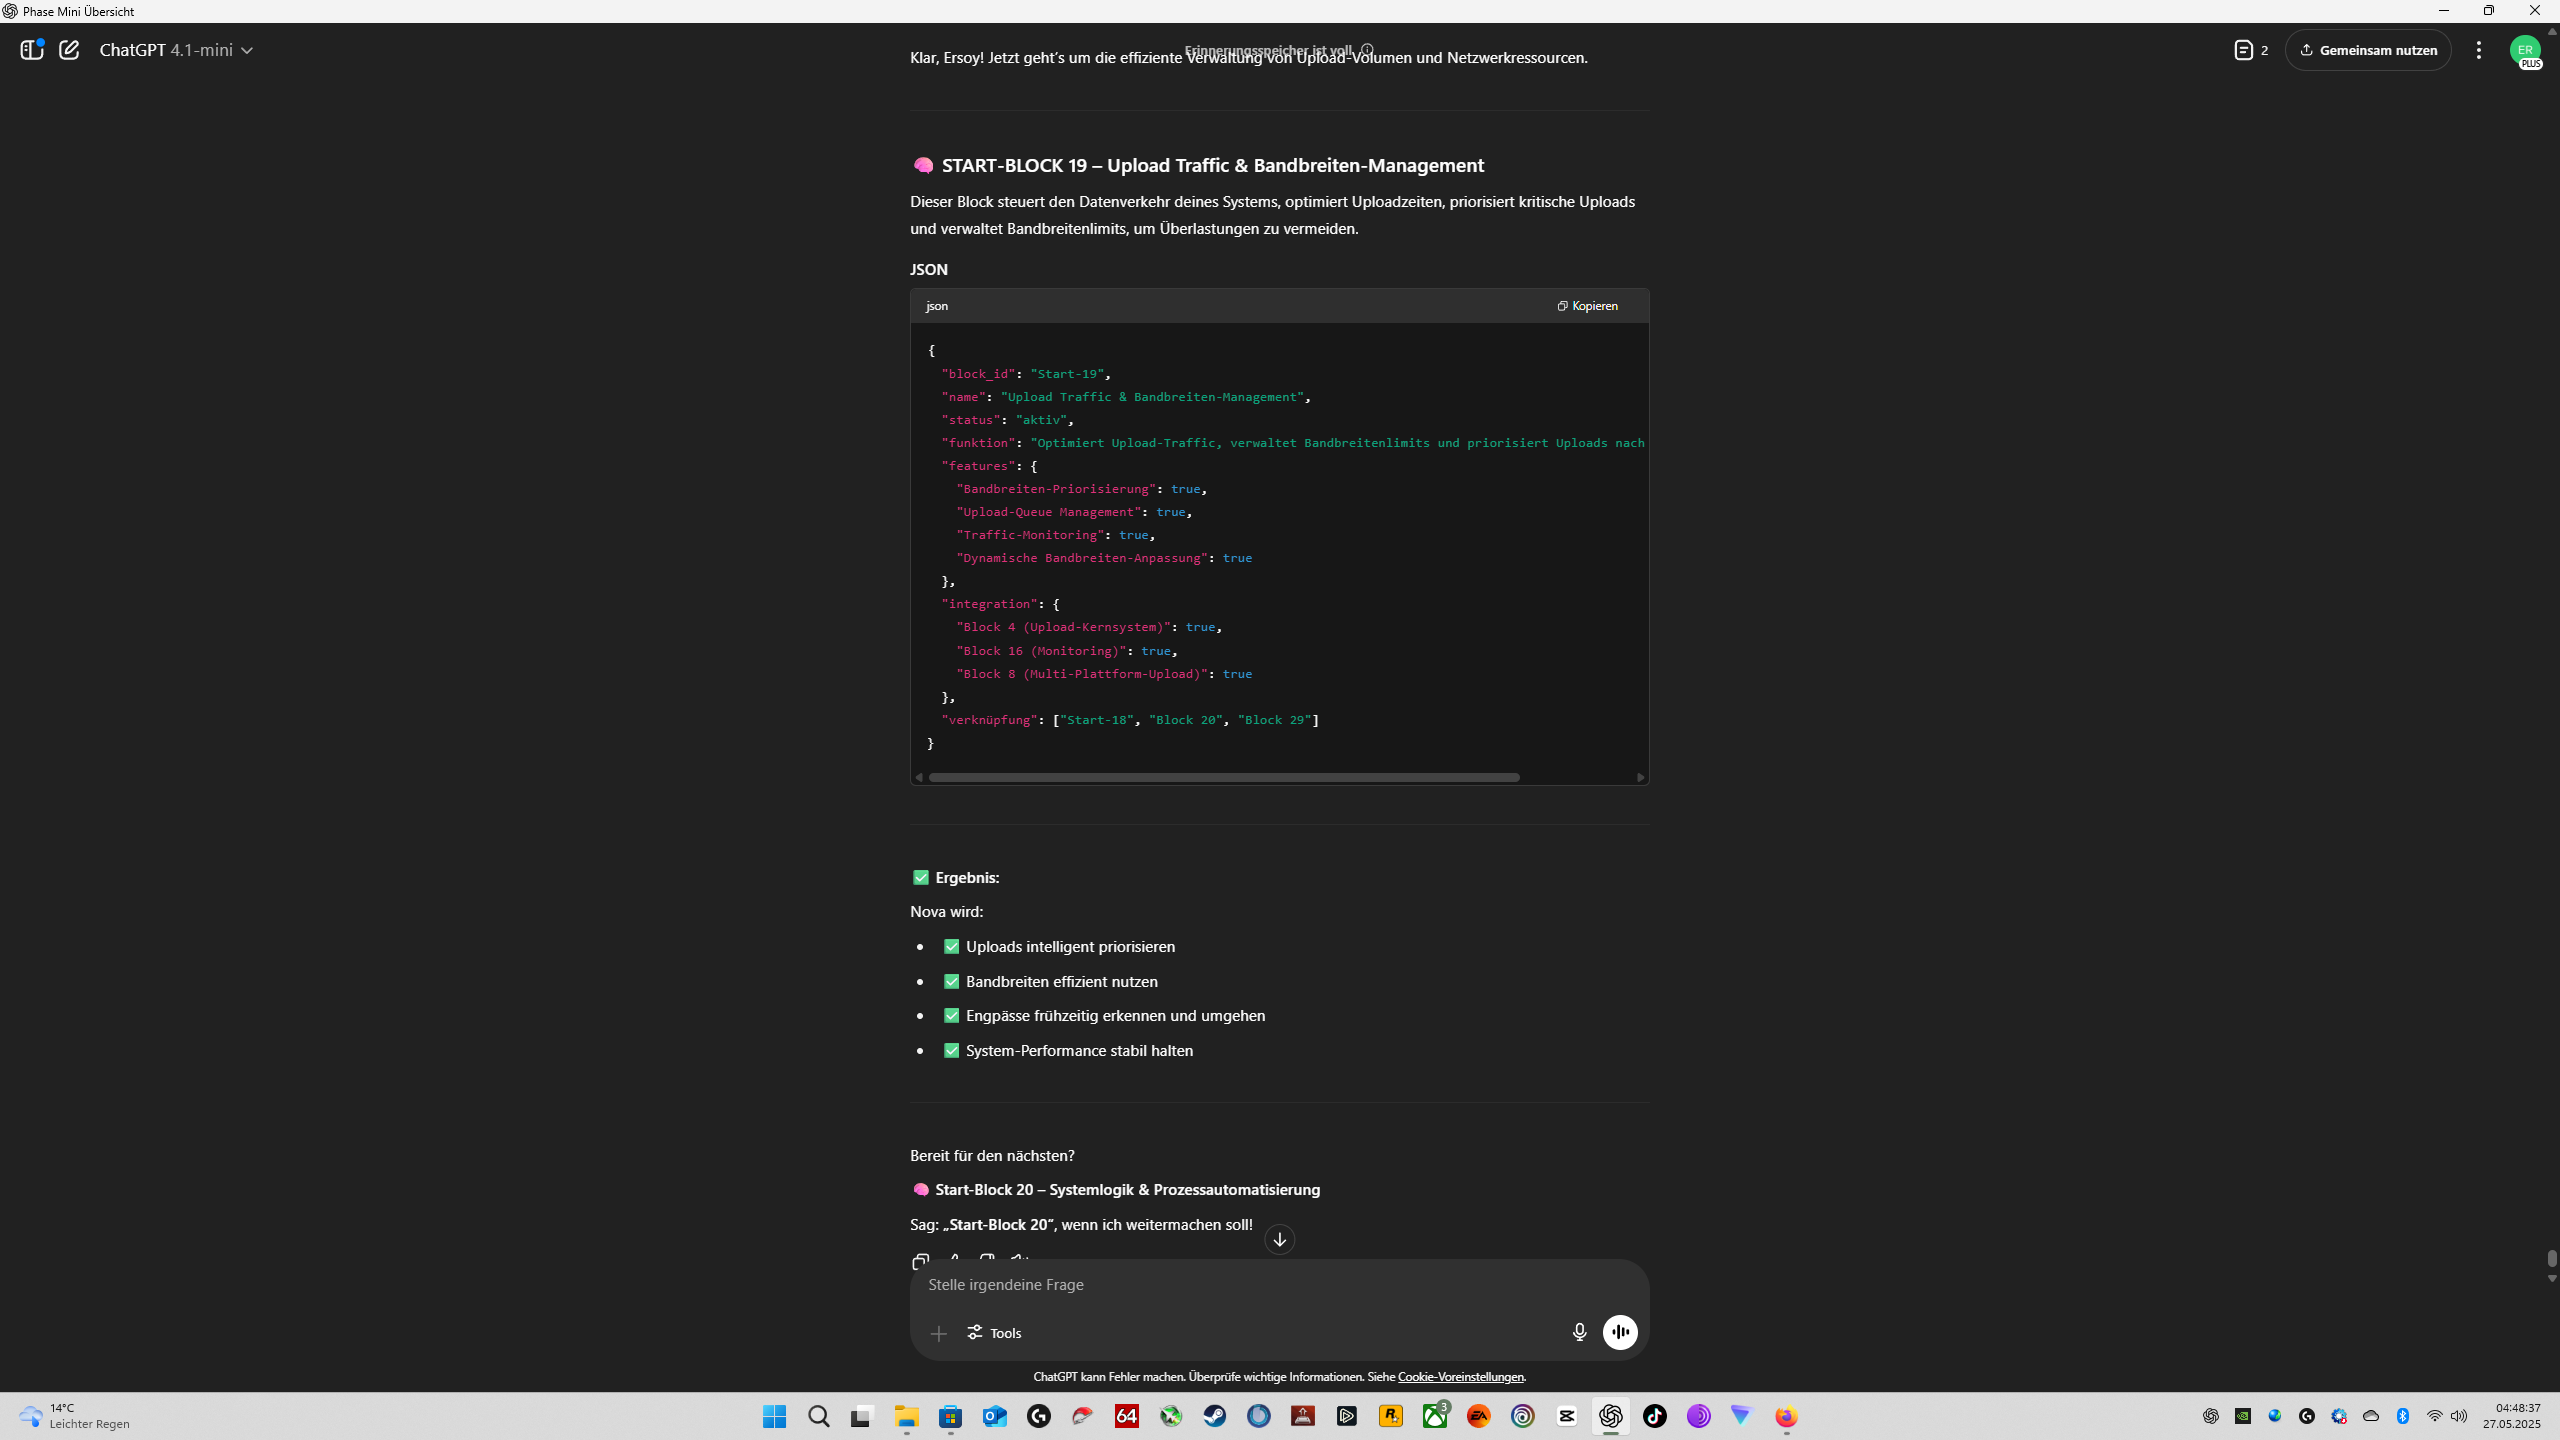 Phase Mini Übersicht
ChatGPT 4.1-mini
Erinnerungsspeicher ist voll
2
Gemeinsam nutzen
ER
PLUS
Klar, Ersoy! Jetzt geht's um die effiziente Verwaltung von Upload-Volumen und Netzwerkressourcen.
START-BLOCK 19 – Upload Traffic & Bandbreiten-Management
Dieser Block steuert den Datenverkehr deines Systems, optimiert Uploadzeiten, priorisiert kritische Uploads
und verwaltet Bandbreitenlimits, um Überlastungen zu vermeiden.
JSON
json
Kopieren
{
"block_id": "Start-19",
"name": "Upload Traffic & Bandbreiten-Management",
"status": "aktiv",
"funktion": "Optimiert Upload-Traffic, verwaltet Bandbreitenlimits und priorisiert Uploads nach
"features": {
"Bandbreiten-Priorisierung": true,
"Upload-Queue Management": true,
"Traffic-Monitoring": true,
"Dynamische Bandbreiten-Anpassung": true
},
"integration": {
"Block 4 (Upload-Kernsystem)": true,
"Block 16 (Monitoring)": true,
"Block 8 (Multi-Plattform-Upload)": true
},
"verknüpfung": ["Start-18", "Block 20", "Block 29"]
}
✅ Ergebnis:
Nova wird:
• ✅ Uploads intelligent priorisieren
• ✅ Bandbreiten effizient nutzen
• ✅ Engpässe frühzeitig erkennen und umgehen
• ✅ System-Performance stabil halten
Bereit für den nächsten?
Start-Block 20 – Systemlogik & Prozessautomatisierung
Sag: „Start-Block 20", wenn ich weitermachen soll!
Stelle irgendeine Frage
Tools
ChatGPT kann Fehler machen. Überprüfe wichtige Informationen. Siehe Cookie-Voreinstellungen.
14°C
Leichter Regen
64
R
3
EA
04:48:37
27.05.2025